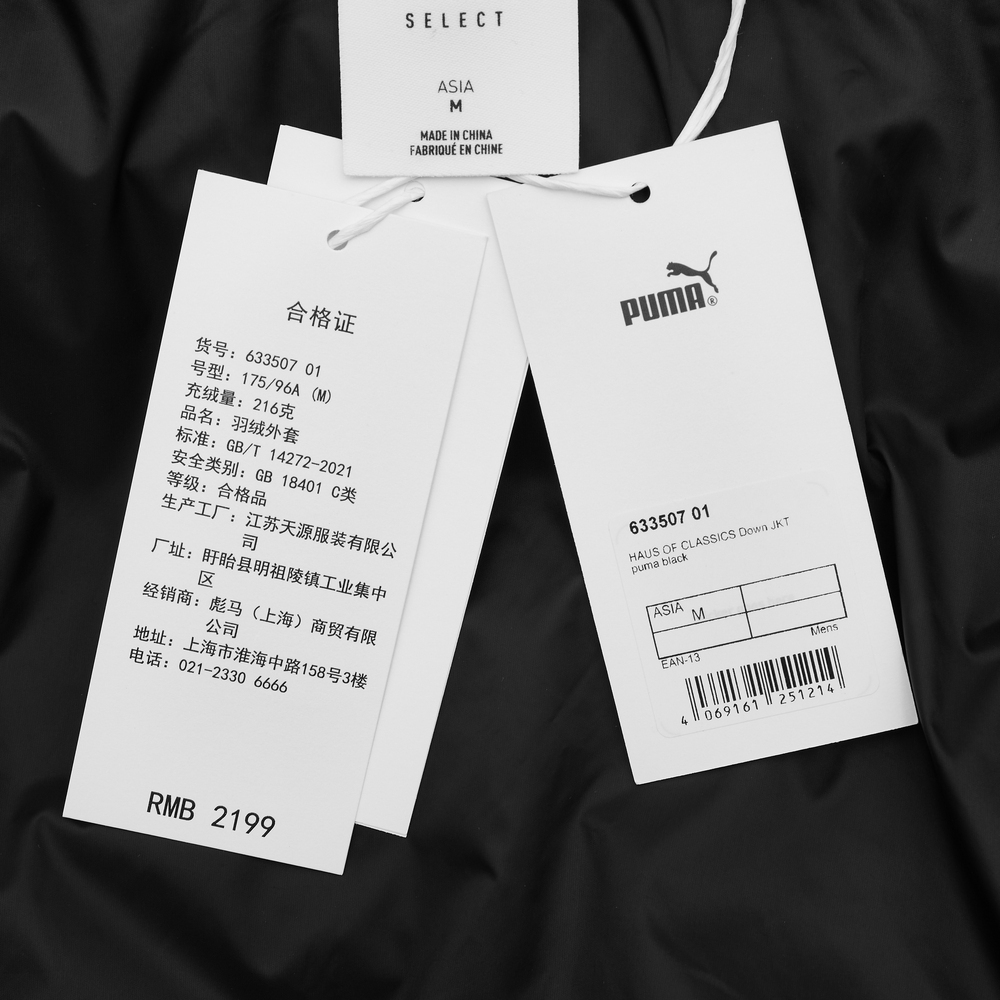 SELECT
ASIA
M
MADE IN CHINA
FABRIQUÉ EN CHINE
合格证
货号：633507 01
号型：175/96A (M)
充绒量：216克
品名：羽绒外套
标准：GB/T 14272-2021
安全类别：GB 18401 C类
等级：合格品
生产工厂：江苏天源服装有限公
司
厂址：盱眙县明祖陵镇工业集中
区
经销商：彪马（上海）商贸有限
公司
地址：上海市淮海中路158号3楼
电话：021-2330 6666
RMB 2199
PUMA®
633507 01
HAUS OF CLASSICS Down JKT
puma black
ASIA M
Mens
EAN-13
4 069161 251214